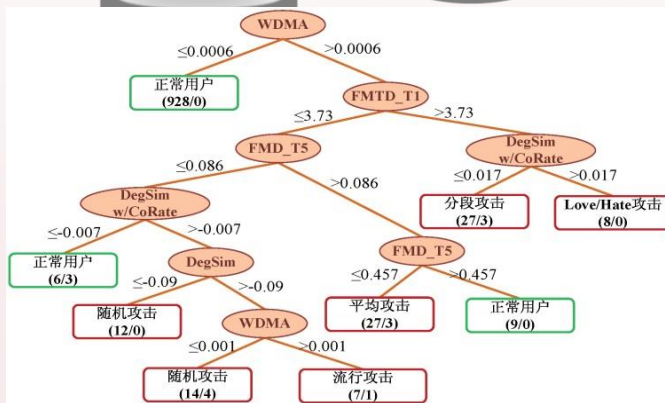 WDMA
≤0.0006
>0.0006
正常用户
(928/0)
FMTD_T1
≤3.73
>3.73
FMD_T5
DegSim
w/CoRate
≤0.086
>0.086
≤0.017
>0.017
DegSim
w/CoRate
分段攻击
(27/3)
Love/Hate攻击
(8/0)
≤-0.007
>-0.007
FMD_T5
正常用户
(6/3)
DegSim
≤0.457
>0.457
≤-0.09
>-0.09
平均攻击
(27/3)
正常用户
(9/0)
随机攻击
(12/0)
WDMA
≤0.001
>0.001
随机攻击
(14/4)
流行攻击
(7/1)